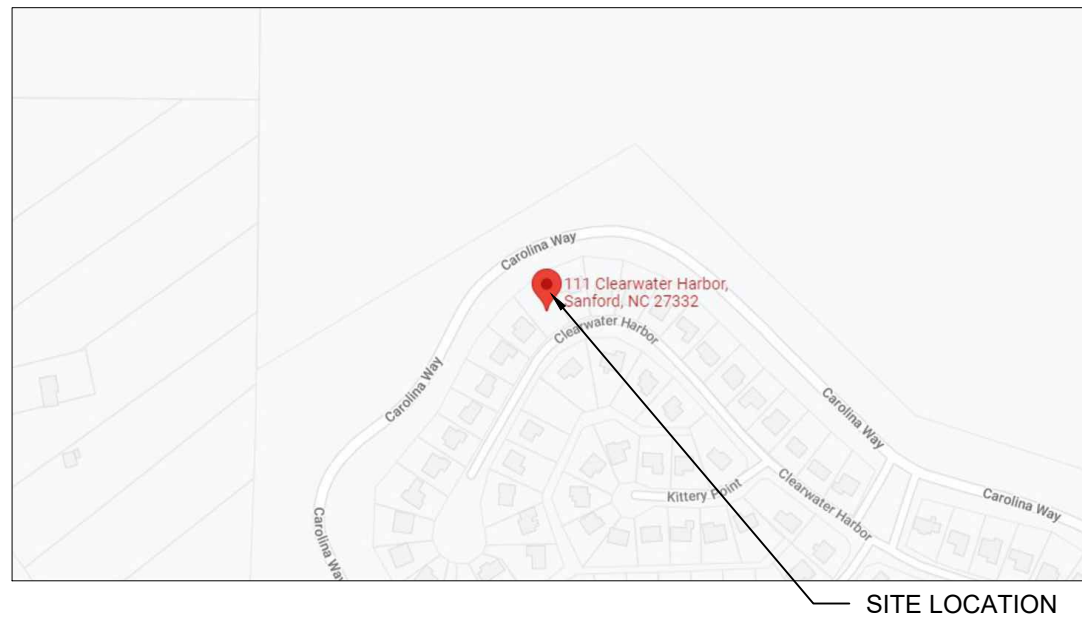 Carolina Way
111 Clearwater Harbor,
Sanford, NC 27332
Clearwater Harbor
Carolina Way
Carolina Way
Kittery Point
Clearwater Harbor
Carolina Way
Carolina Way
SITE LOCATION